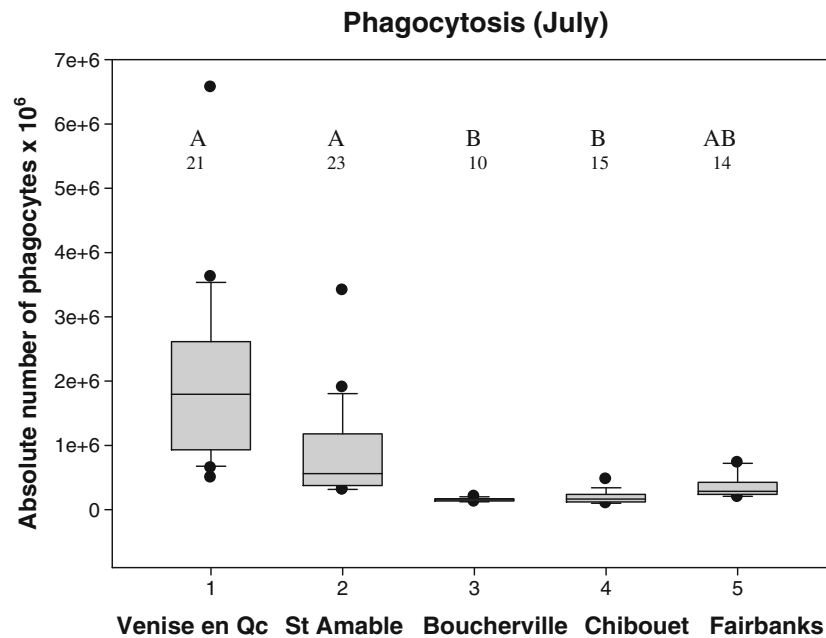 Phagocytosis (July)
Absolute number of phagocytes x 10⁶
7e+6
6e+6
5e+6
4e+6
3e+6
2e+6
1e+6
0
A A B B AB
21 23 10 15 14
1 2 3 4 5
Venise en Qc St Amable Boucherville Chibouet Fairbanks